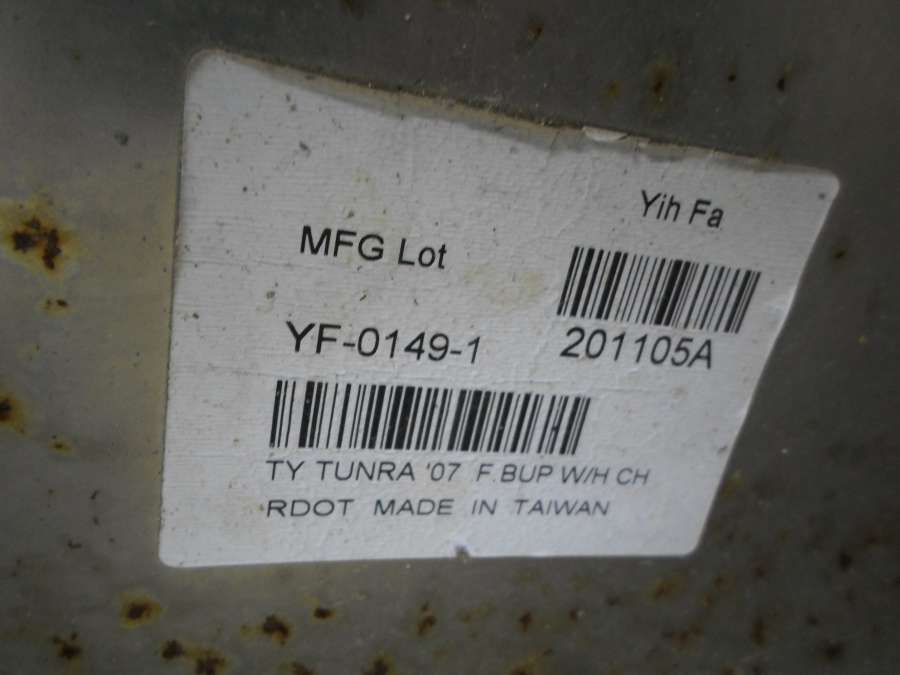 Yih Fa
MFG Lot
YF-0149-1
201105A
TY TUNRA '07 F.BUP W/H CH
RDOT MADE IN TAIWAN